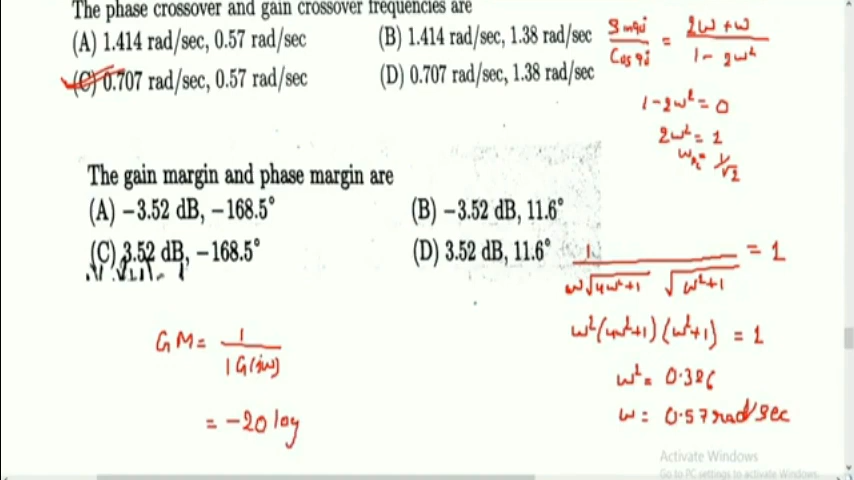 The phase crossover and gain crossover frequencies are
(A) 1.414 rad/sec, 0.57 rad/sec
(B) 1.414 rad/sec, 1.38 rad/sec
(C) 0.707 rad/sec, 0.57 rad/sec
(D) 0.707 rad/sec, 1.38 rad/sec
Cos 90 = 2ω + ω / 1 - 2ω²
1 - 2ω² = 0
2ω² = 1
1/√2
The gain margin and phase margin are
(A) −3.52 dB, −168.5°
(B) −3.52 dB, 11.6°
(C) 3.52 dB, −168.5°
(D) 3.52 dB, 11.6°
1 / ω√4ω²+1 √ω²+1 = 1
ω²(4ω²+1)(ω²+1) = 1
ω² = 0.326
ω = 0.57 rad/sec
GM = 1 / |G(jω)
= -20 log
Activate Windows
Go to PC settings to activate Windows.